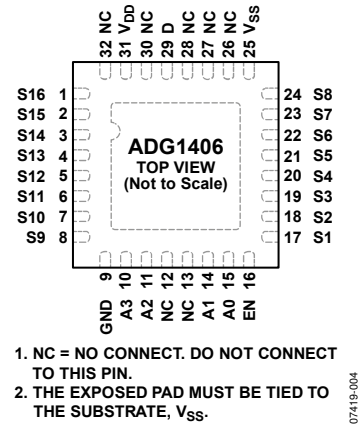 32 NC
31 VDD
30 NC
29 D
28 NC
27 NC
26 NC
25 VSS
S16 1
S15 2
S14 3
S13 4
S12 5
S11 6
S10 7
S9 8
ADG1406
TOP VIEW
(Not to Scale)
24 S8
23 S7
22 S6
21 S5
20 S4
19 S3
18 S2
17 S1
GND 9
A3 10
A2 11
NC 12
NC 13
A1 14
A0 15
EN 16
1. NC = NO CONNECT. DO NOT CONNECT
TO THIS PIN.
2. THE EXPOSED PAD MUST BE TIED TO
THE SUBSTRATE, VSS.
07419-004